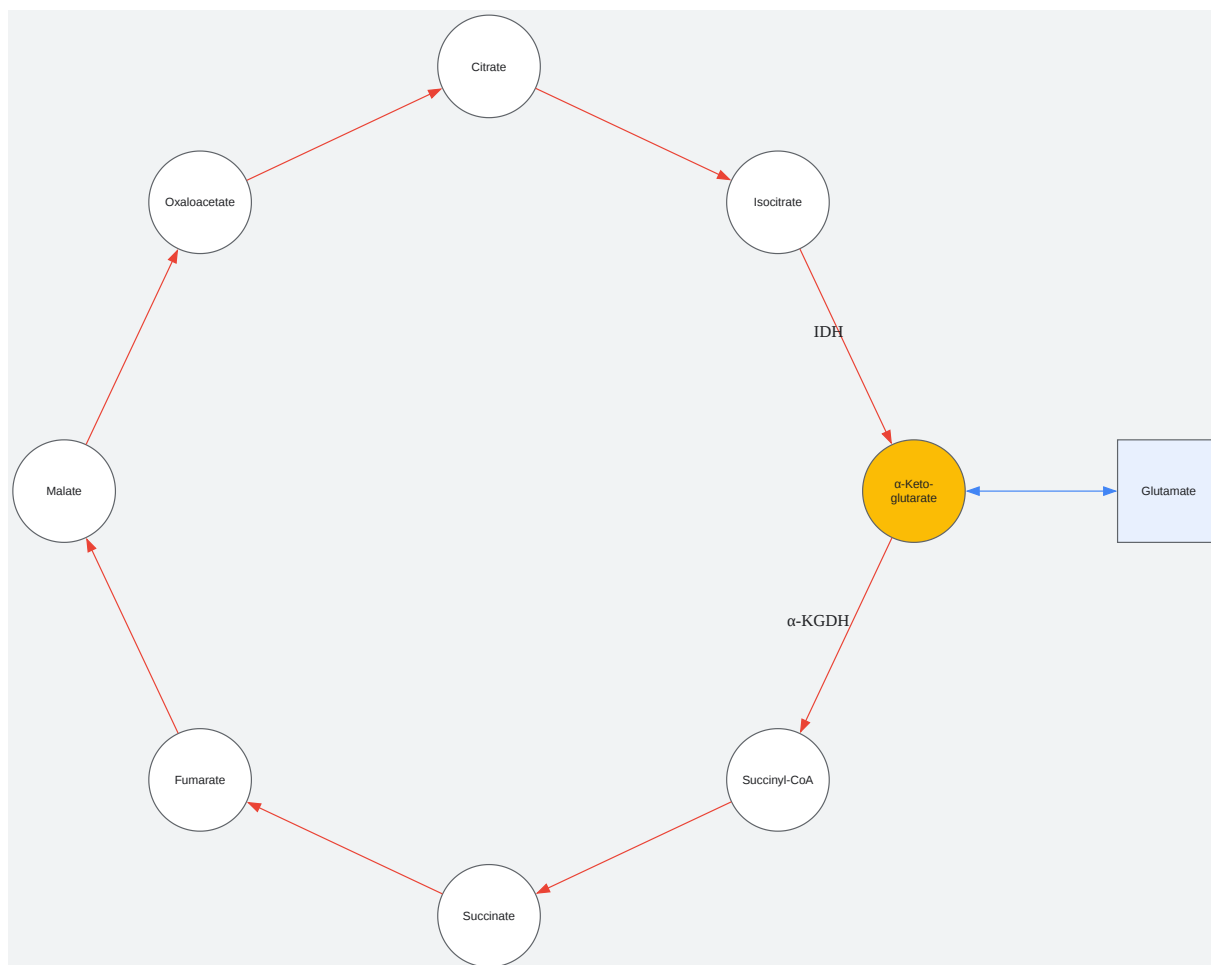 Citrate
Oxaloacetate
Isocitrate
IDH
Malate
α-Keto-
glutarate
Glutamate
α-KGDH
Fumarate
Succinyl-CoA
Succinate